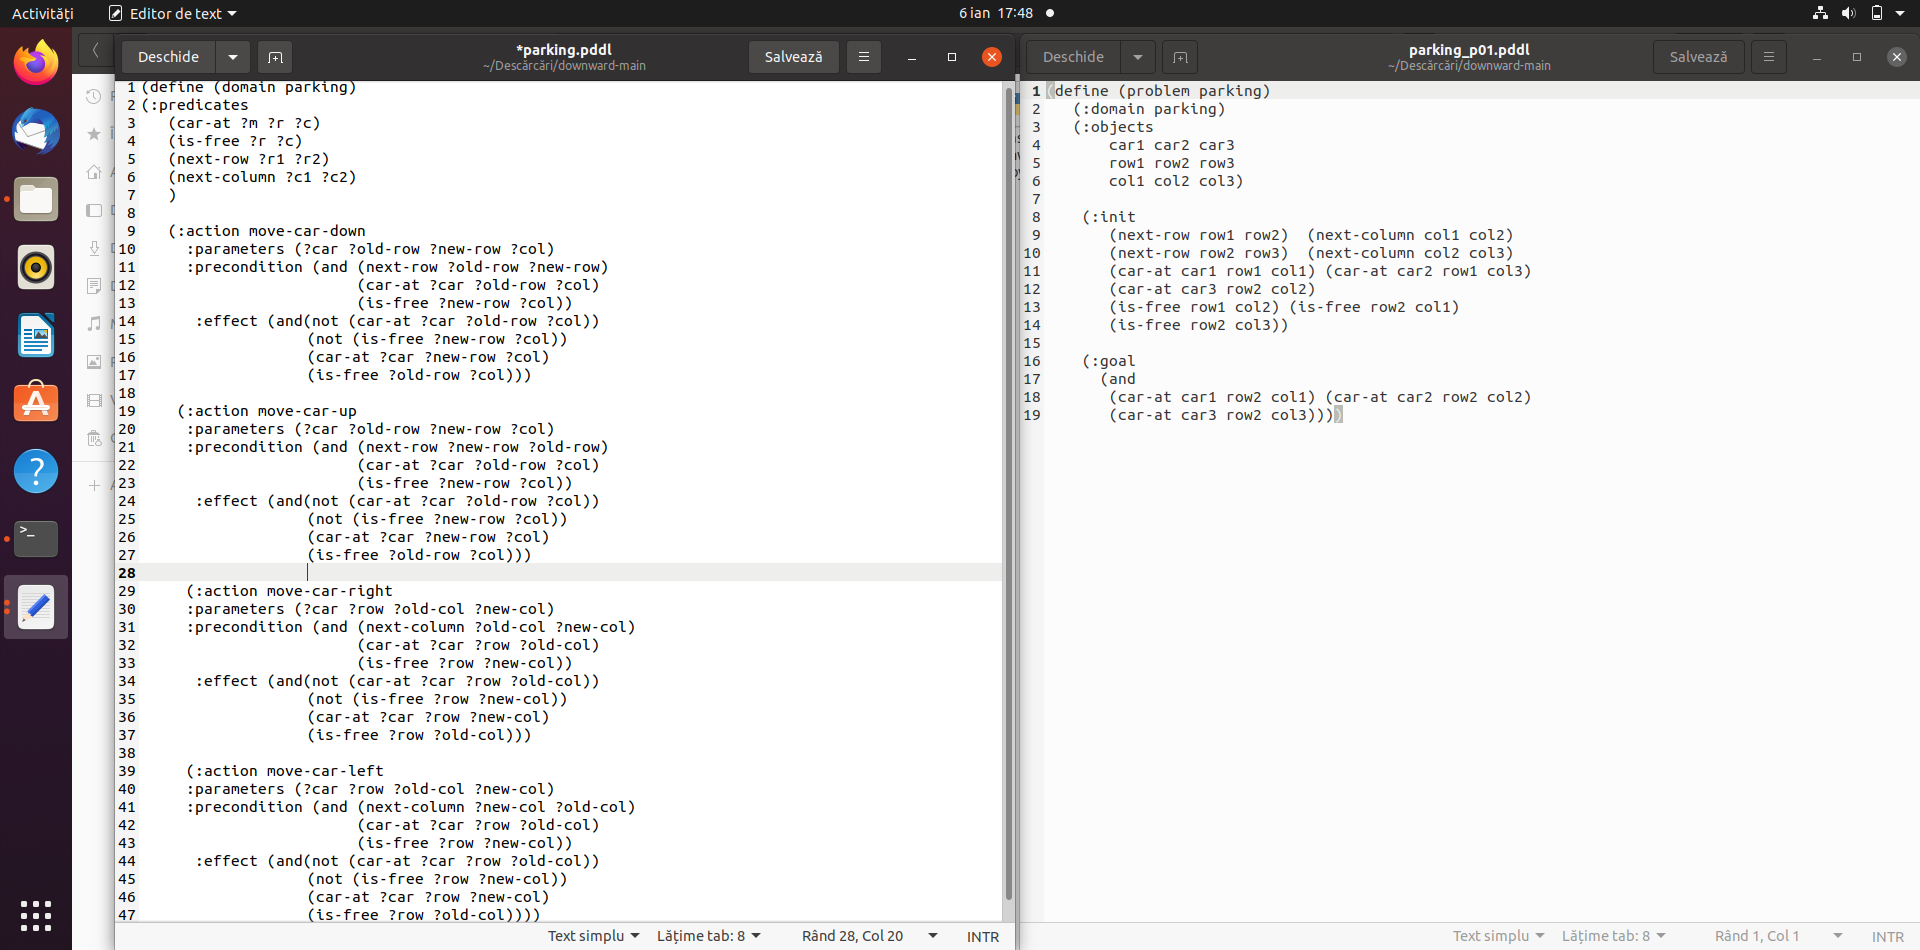 Activități
Editor de text
6 ian 17:48
Deschide
*parking.pddl
~/Descărcări/downward-main
Salvează
1 (define (domain parking)
2 (:predicates
3    (car-at ?m ?r ?c)
4    (is-free ?r ?c)
5    (next-row ?r1 ?r2)
6    (next-column ?c1 ?c2)
7    )
8
9    (:action move-car-down
10      :parameters (?car ?old-row ?new-row ?col)
11      :precondition (and (next-row ?old-row ?new-row)
12                         (car-at ?car ?old-row ?col)
13                         (is-free ?new-row ?col))
14       :effect (and(not (car-at ?car ?old-row ?col))
15                   (not (is-free ?new-row ?col))
16                   (car-at ?car ?new-row ?col)
17                   (is-free ?old-row ?col)))
18
19     (:action move-car-up
20      :parameters (?car ?old-row ?new-row ?col)
21      :precondition (and (next-row ?new-row ?old-row)
22                         (car-at ?car ?old-row ?col)
23                         (is-free ?new-row ?col))
24       :effect (and(not (car-at ?car ?old-row ?col))
25                   (not (is-free ?new-row ?col))
26                   (car-at ?car ?new-row ?col)
27                   (is-free ?old-row ?col)))
28
29      (:action move-car-right
30      :parameters (?car ?row ?old-col ?new-col)
31      :precondition (and (next-column ?old-col ?new-col)
32                         (car-at ?car ?row ?old-col)
33                         (is-free ?row ?new-col))
34       :effect (and(not (car-at ?car ?row ?old-col))
35                   (not (is-free ?row ?new-col))
36                   (car-at ?car ?row ?new-col)
37                   (is-free ?row ?old-col)))
38
39      (:action move-car-left
40      :parameters (?car ?row ?old-col ?new-col)
41      :precondition (and (next-column ?new-col ?old-col)
42                         (car-at ?car ?row ?old-col)
43                         (is-free ?row ?new-col))
44       :effect (and(not (car-at ?car ?row ?old-col))
45                   (not (is-free ?row ?new-col))
46                   (car-at ?car ?row ?new-col)
47                   (is-free ?row ?old-col))))
Text simplu
Lățime tab: 8
Rând 28, Col 20
INTR
Deschide
parking_p01.pddl
~/Descărcări/downward-main
Salvează
1 (define (problem parking)
2    (:domain parking)
3    (:objects
4        car1 car2 car3
5        row1 row2 row3
6        col1 col2 col3)
7
8     (:init
9        (next-row row1 row2)  (next-column col1 col2)
10       (next-row row2 row3)  (next-column col2 col3)
11       (car-at car1 row1 col1) (car-at car2 row1 col3)
12       (car-at car3 row2 col2)
13       (is-free row1 col2) (is-free row2 col1)
14       (is-free row2 col3))
15
16    (:goal
17      (and
18       (car-at car1 row2 col1) (car-at car2 row2 col2)
19       (car-at car3 row2 col3))))
Text simplu
Lățime tab: 8
Rând 1, Col 1
INTR